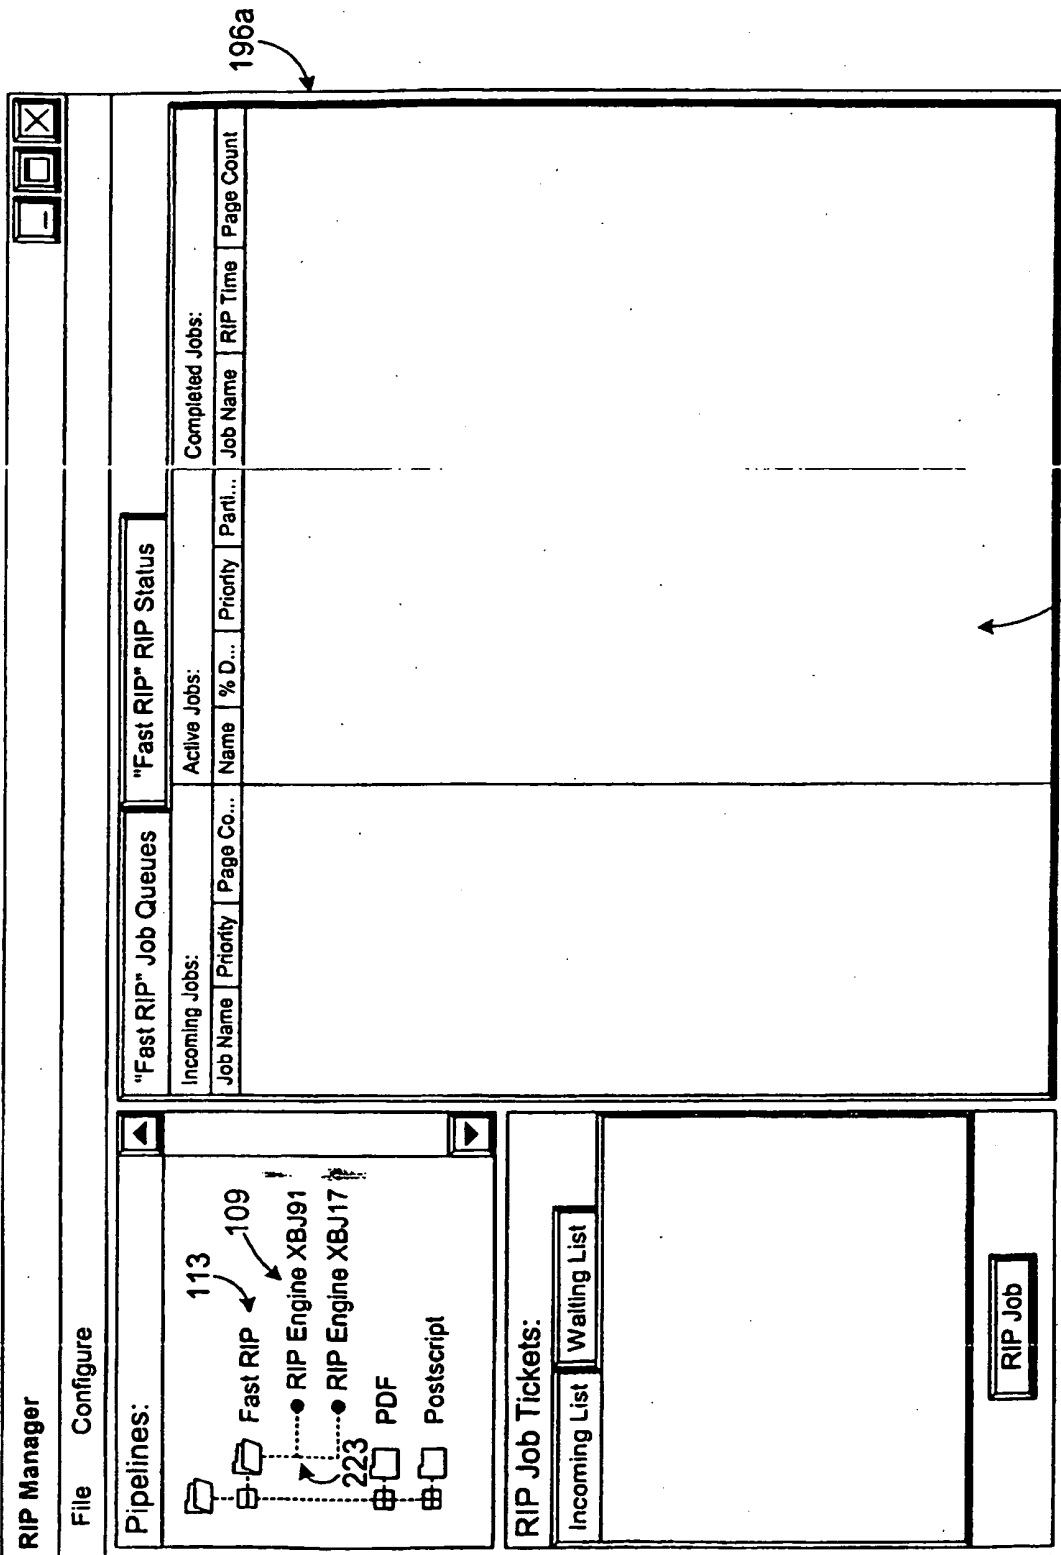 RIP Manager
File Configure
Pipelines:
113
Fast RIP
109
RIP Engine XBJ91
RIP Engine XBJ17
223
PDF
Postscript
RIP Job Tickets:
Incoming List Waiting List
RIP Job
"Fast RIP" Job Queues "Fast RIP" RIP Status
Incoming Jobs: Active Jobs: Completed Jobs:
Job Name Priority Page Co... Name % D... Priority Parti... Job Name RIP Time Page Count
196a